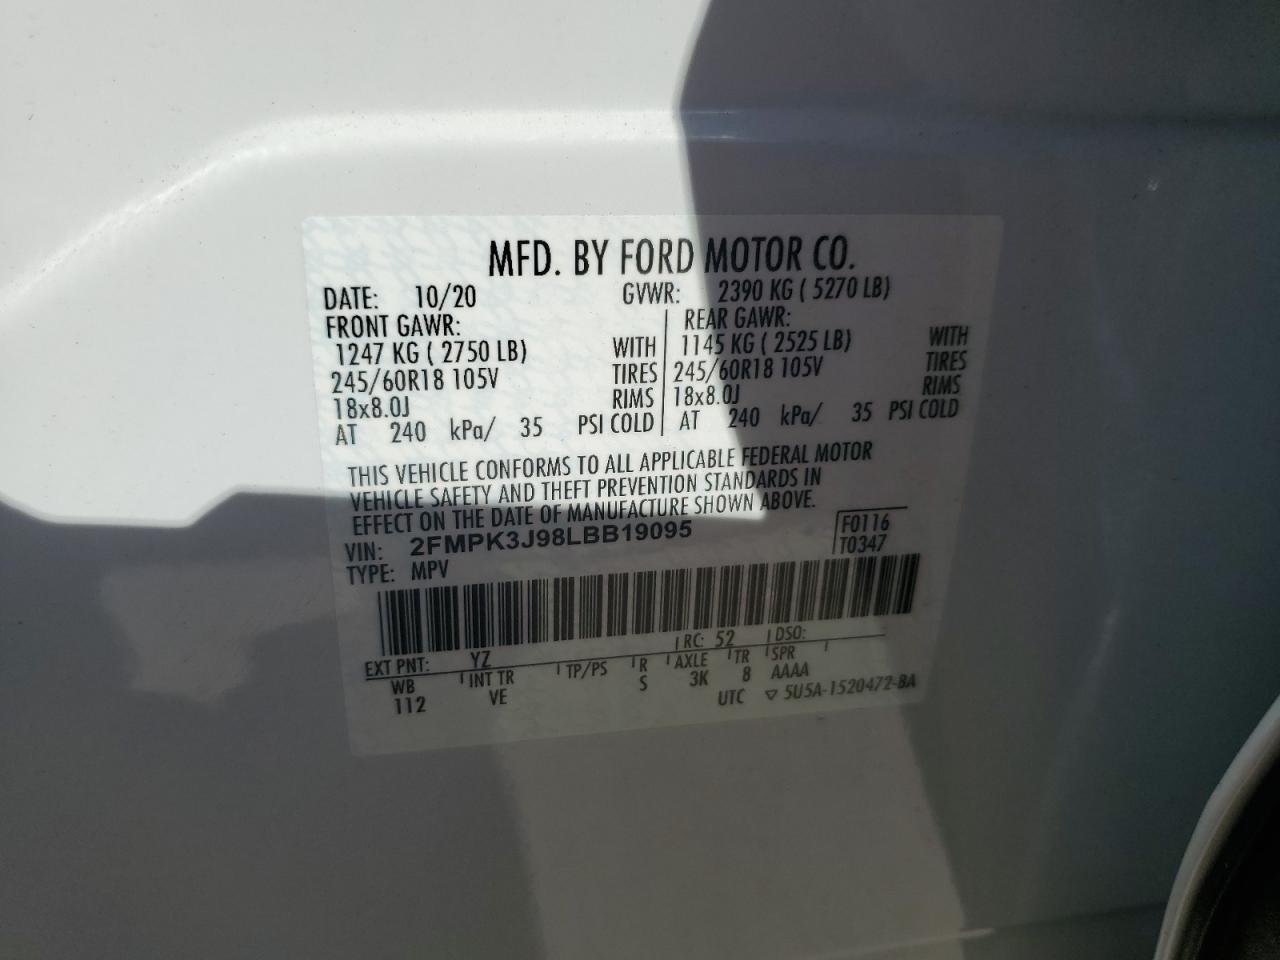 MFD. BY FORD MOTOR CO.
DATE: 10/20 GVWR: 2390 KG ( 5270 LB)
FRONT GAWR: REAR GAWR:
1247 KG ( 2750 LB) WITH 1145 KG ( 2525 LB) WITH
245/60R18 105V TIRES 245/60R18 105V TIRES
18x8.0J RIMS 18x8.0J RIMS
AT 240 kPa/ 35 PSI COLD AT 240 kPa/ 35 PSI COLD
THIS VEHICLE CONFORMS TO ALL APPLICABLE FEDERAL MOTOR
VEHICLE SAFETY AND THEFT PREVENTION STANDARDS IN
EFFECT ON THE DATE OF MANUFACTURE SHOWN ABOVE.
VIN: 2FMPK3J98LBB19095 F0116
TYPE: MPV T0347
EXT PNT: YZ RC: 52 DSO:
WB INT TR TP/PS R AXLE TR SPR
112 VE S 3K 8 AAAA
UTC ▽ 5U5A-1520472-BA